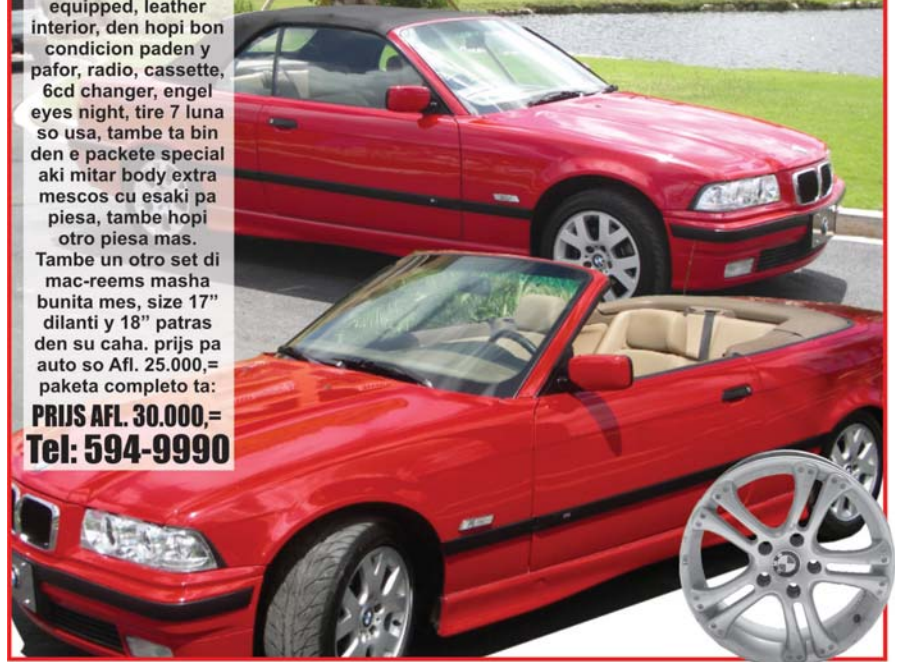 equipped, leather
interior, den hopi bon
condicion paden y
pafor, radio, cassette,
6cd changer, engel
eyes night, tire 7 luna
so usa, tambe ta bin
den e packete special
aki mitar body extra
mescos cu esaki pa
piesa, tambe hopi
otro piesa mas.
Tambe un otro set di
mac-reems masha
bunita mes, size 17”
dilanti y 18” patras
den su caha. prijs pa
auto so Afl. 25.000,=
paketa completo ta:
PRIJS AFL. 30.000,=
Tel: 594-9990